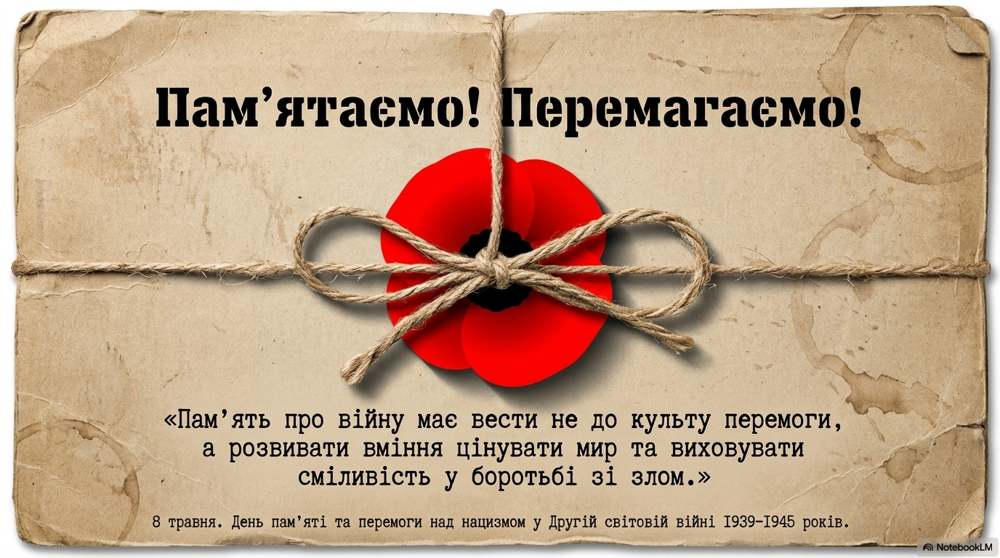 Пам’ятаємо! Перемагаємо!
«Пам’ять про війну має вести не до культу перемоги,
а розвивати вміння цінувати мир та виховувати
сміливість у боротьбі зі злом.»
8 травня. День пам’яті та перемоги над нацизмом у Другій світовій війні 1939–1945 років.
NotebookLM